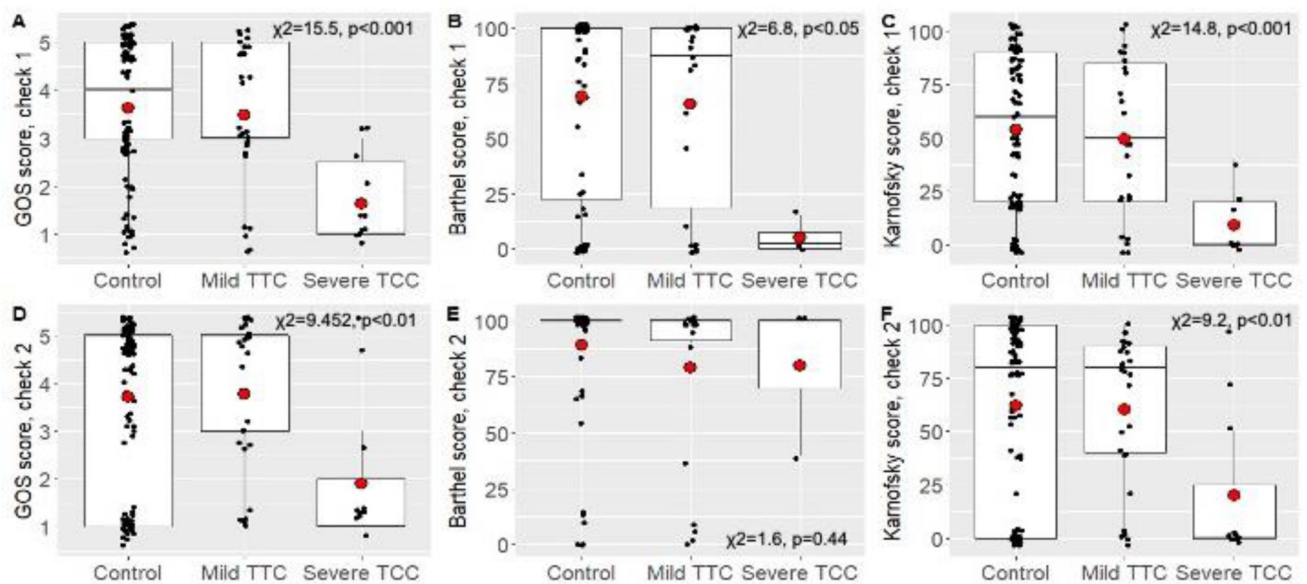 A
χ2=15.5, p<0.001
GOS score, check 1
5
4
3
2
1
Control Mild TTC Severe TCC
B
χ2=6.8, p<0.05
Barthel score, check 1
100
75
50
25
0
Control Mild TTC Severe TCC
C
χ2=14.8, p<0.001
Karnofsky score, check 1
100
75
50
25
0
Control Mild TTC Severe TCC
D
χ2=9.452, p<0.01
GOS score, check 2
5
4
3
2
1
Control Mild TTC Severe TCC
E
χ2=1.6, p=0.44
Barthel score, check 2
100
75
50
25
0
Control Mild TTC Severe TCC
F
χ2=9.2, p<0.01
Karnofsky score, check 2
100
75
50
25
0
Control Mild TTC Severe TCC